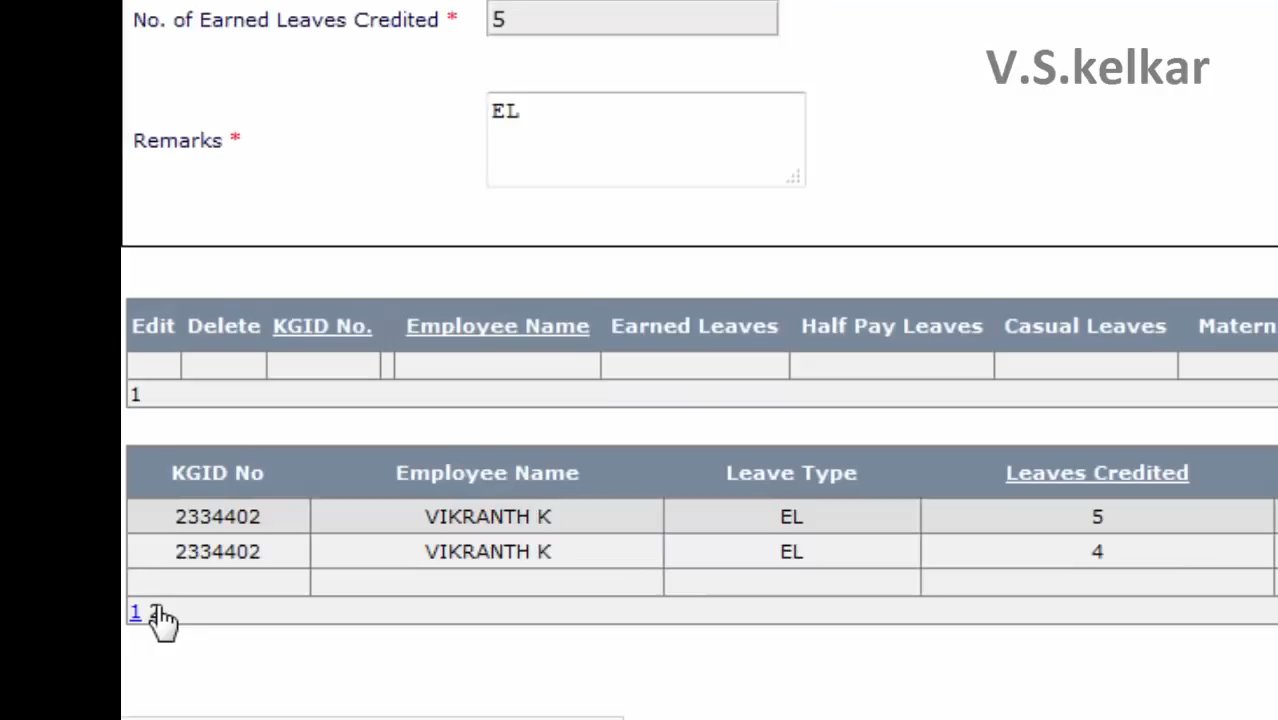 No. of Earned Leaves Credited * 5
V.S.kelkar
Remarks * EL
Edit Delete KGID No. Employee Name Earned Leaves Half Pay Leaves Casual Leaves Matern
1
KGID No Employee Name Leave Type Leaves Credited
2334402 VIKRANTH K EL 5
2334402 VIKRANTH K EL 4
1 2